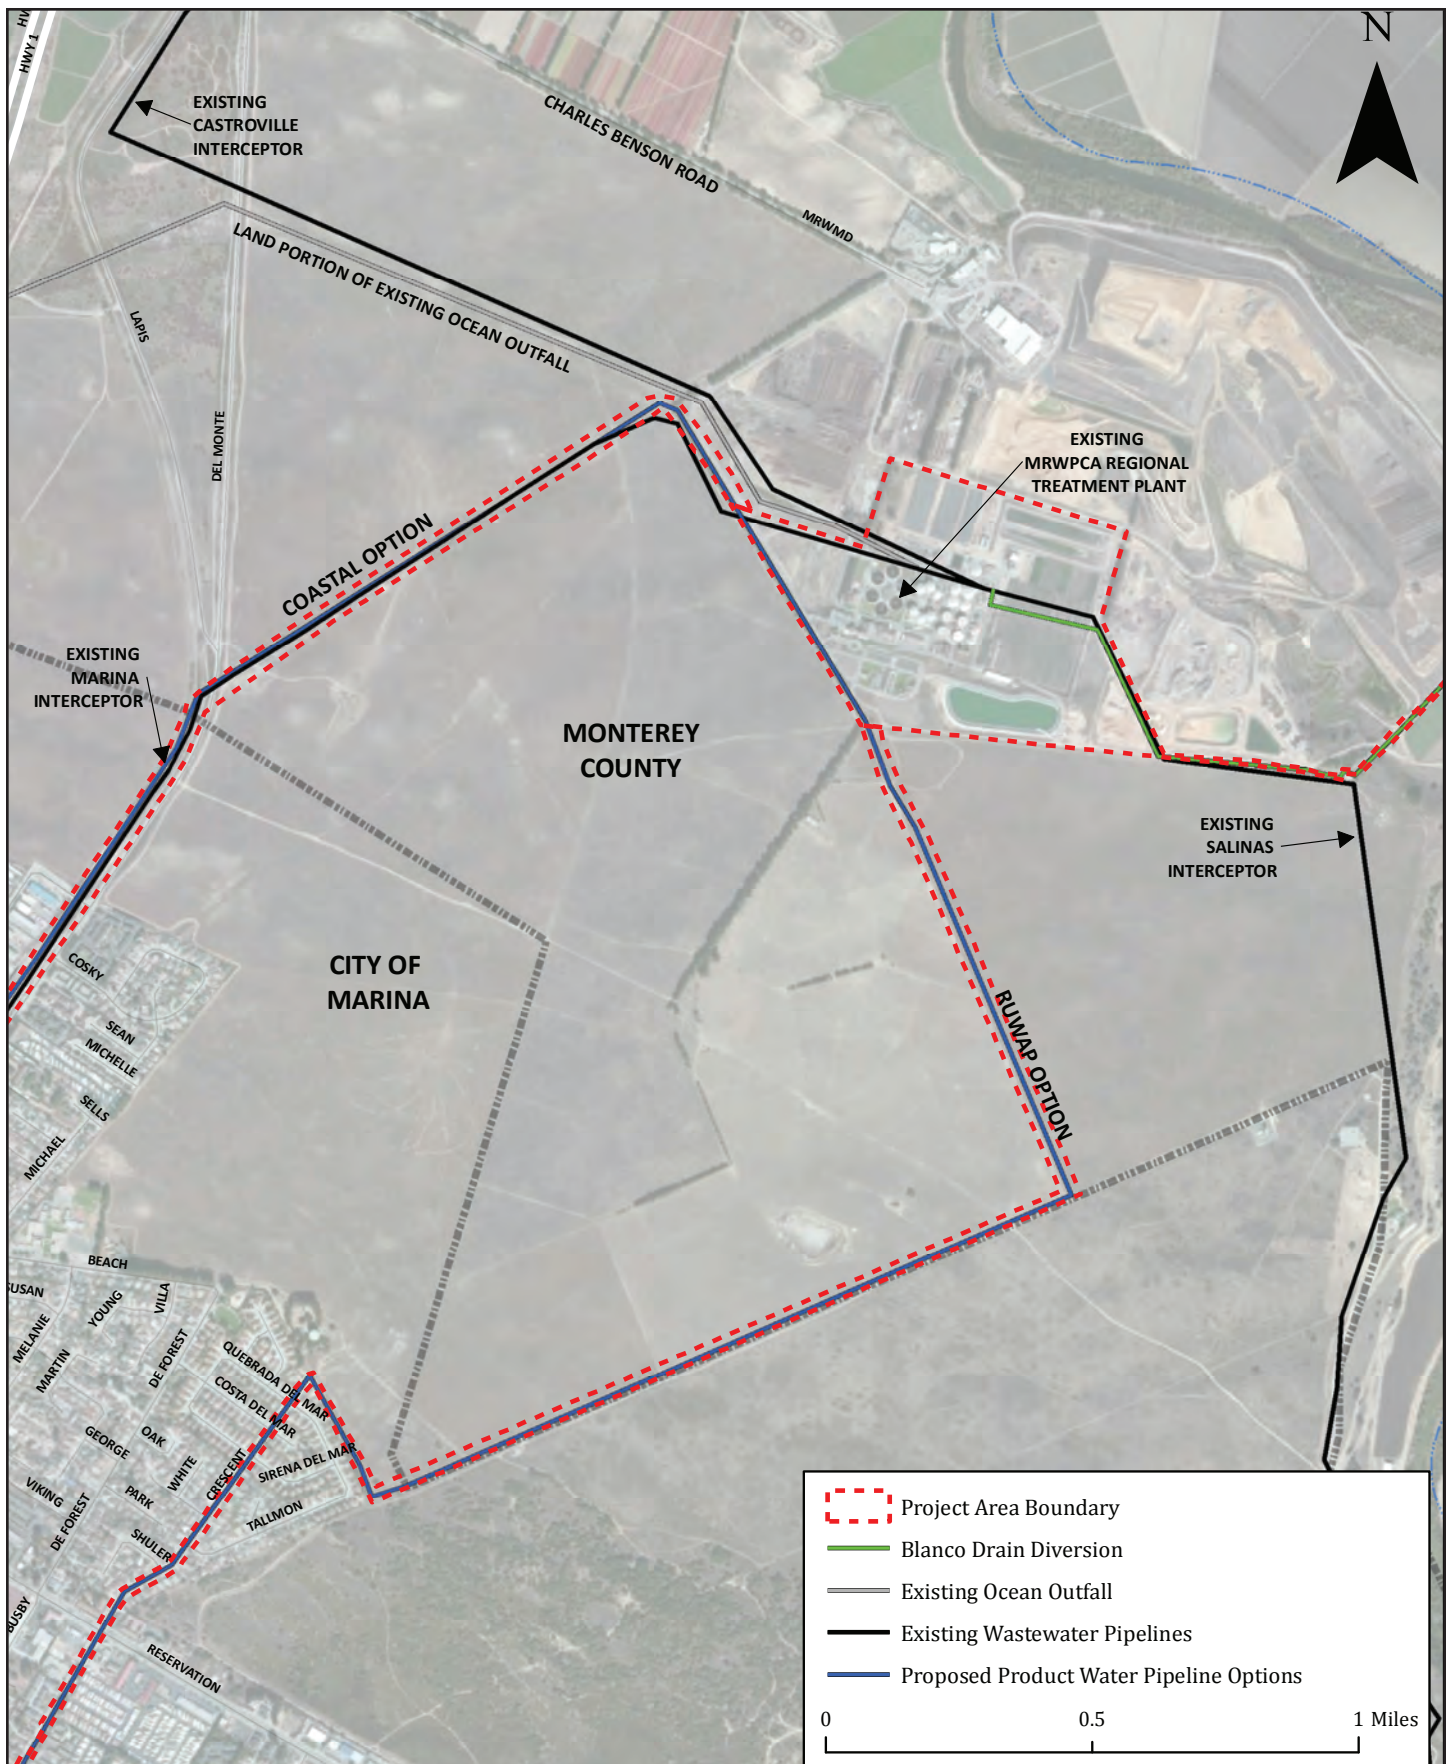 HW
HWY 1
N
EXISTING
CASTROVILLE
INTERCEPTOR
CHARLES BENSON ROAD
MRWMD
LAND PORTION OF EXISTING OCEAN OUTFALL
LAPIS
DEL MONTE
EXISTING
MRWPCA REGIONAL
TREATMENT PLANT
COASTAL OPTION
EXISTING
MARINA
INTERCEPTOR
MONTEREY
COUNTY
EXISTING
SALINAS
INTERCEPTOR
CITY OF
MARINA
RUWAP OPTION
COSKY
SEAN
MICHELLE
SELLS
MICHAEL
BEACH
SUSAN
MELANIE
YOUNG
VILLA
MARTIN
DE FOREST
QUEBRADA DEL MAR
COSTA DEL MAR
OAK
GEORGE
WHITE
CRESCENT
SIRENA DEL MAR
VIKING
PARK
DE FOREST
TALLMON
SHULER
BUSBY
RESERVATION
Project Area Boundary
Blanco Drain Diversion
Existing Ocean Outfall
Existing Wastewater Pipelines
Proposed Product Water Pipeline Options
0 0.5 1 Miles